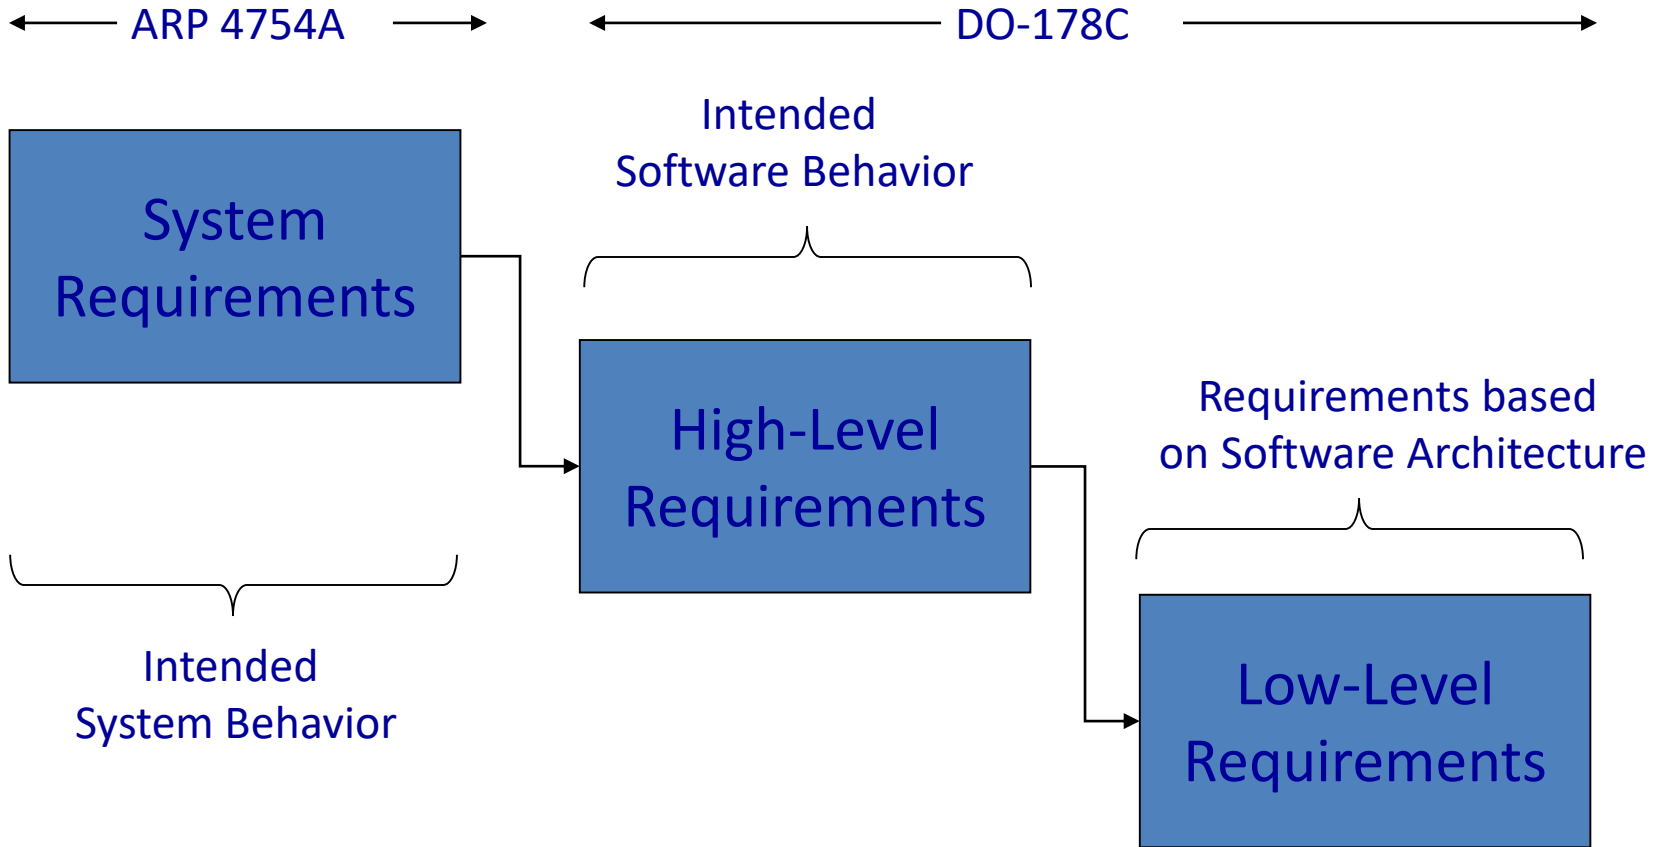 ARP 4754A
DO-178C
Intended
Software Behavior
System
Requirements
High-Level
Requirements
Requirements based
on Software Architecture
Intended
System Behavior
Low-Level
Requirements